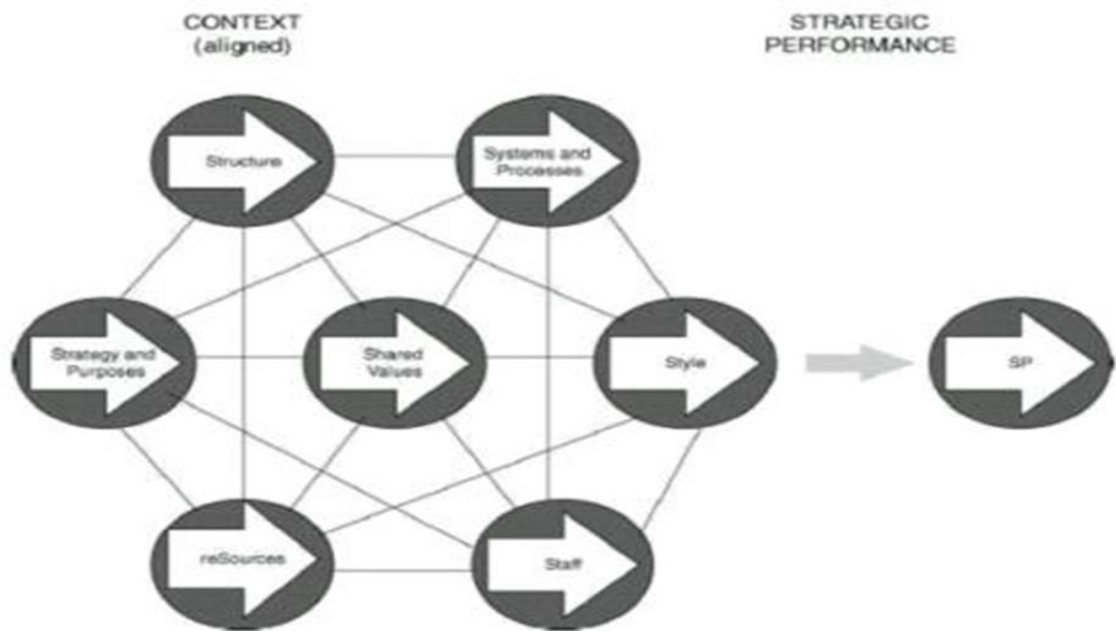 CONTEXT
(aligned)
STRATEGIC
PERFORMANCE
Structure
Systems and
Processes
Strategy and
Purposes
Shared
Values
Style
SP
reSources
Staff